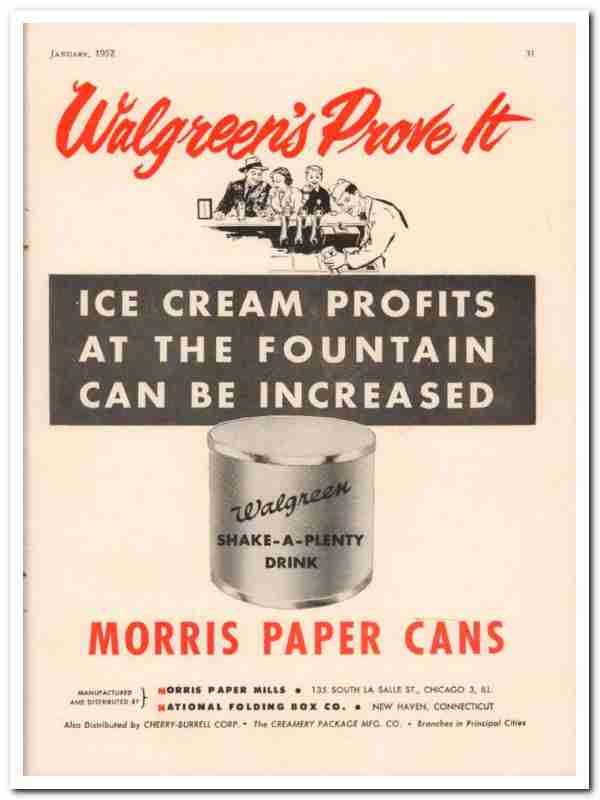 January, 1952 31
Walgreen's Prove It
ICE CREAM PROFITS
AT THE FOUNTAIN
CAN BE INCREASED
Walgreen
SHAKE-A-PLENTY
DRINK
MORRIS PAPER CANS
MANUFACTURED
AND DISTRIBUTED BY }
MORRIS PAPER MILLS • 135 SOUTH LA SALLE ST., CHICAGO 3, ILL.
NATIONAL FOLDING BOX CO. • NEW HAVEN, CONNECTICUT
Also Distributed by CHERRY-BURRELL CORP. • The CREAMERY PACKAGE MFG. CO. • Branches in Principal Cities